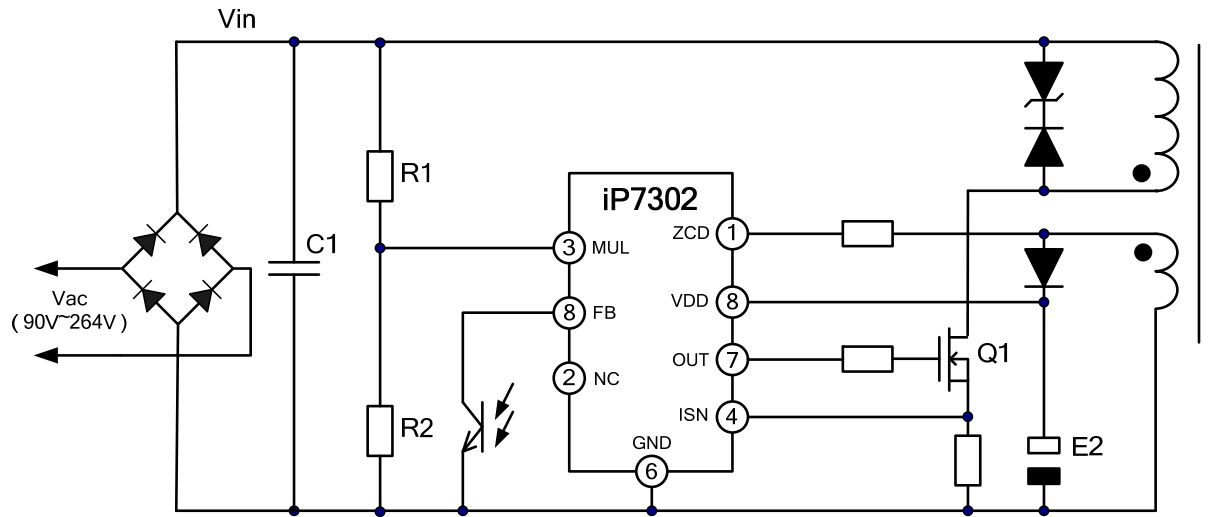 Vin
R1
iP7302
ZCD 1
3 MUL
C1
VDD 8
Vac
( 90V~264V )
8 FB
OUT 7
Q1
2 NC
ISN 4
R2
GND
6
E2